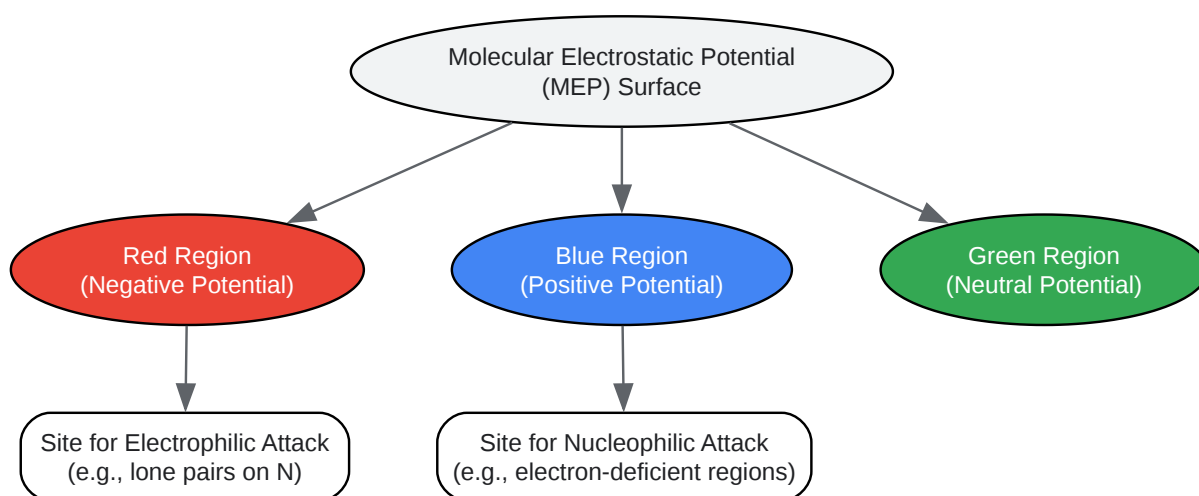 Molecular Electrostatic Potential
(MEP) Surface
Red Region
(Negative Potential)
Blue Region
(Positive Potential)
Green Region
(Neutral Potential)
Site for Electrophilic Attack
(e.g., lone pairs on N)
Site for Nucleophilic Attack
(e.g., electron-deficient regions)